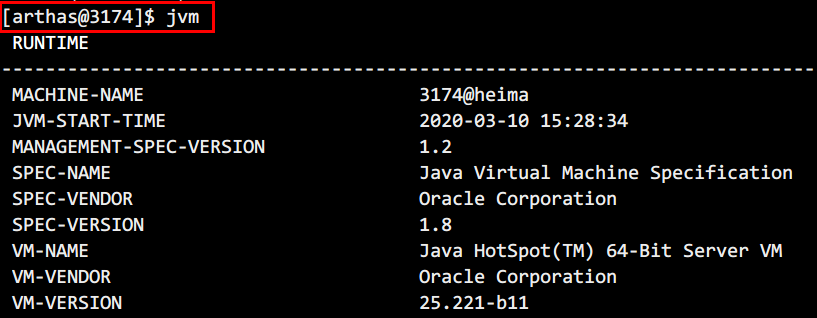 [arthas@3174]$ jvm
RUNTIME
--------------------------------------------------------------------------
MACHINE-NAME 3174@heima
JVM-START-TIME 2020-03-10 15:28:34
MANAGEMENT-SPEC-VERSION 1.2
SPEC-NAME Java Virtual Machine Specification
SPEC-VENDOR Oracle Corporation
SPEC-VERSION 1.8
VM-NAME Java HotSpot(TM) 64-Bit Server VM
VM-VENDOR Oracle Corporation
VM-VERSION 25.221-b11